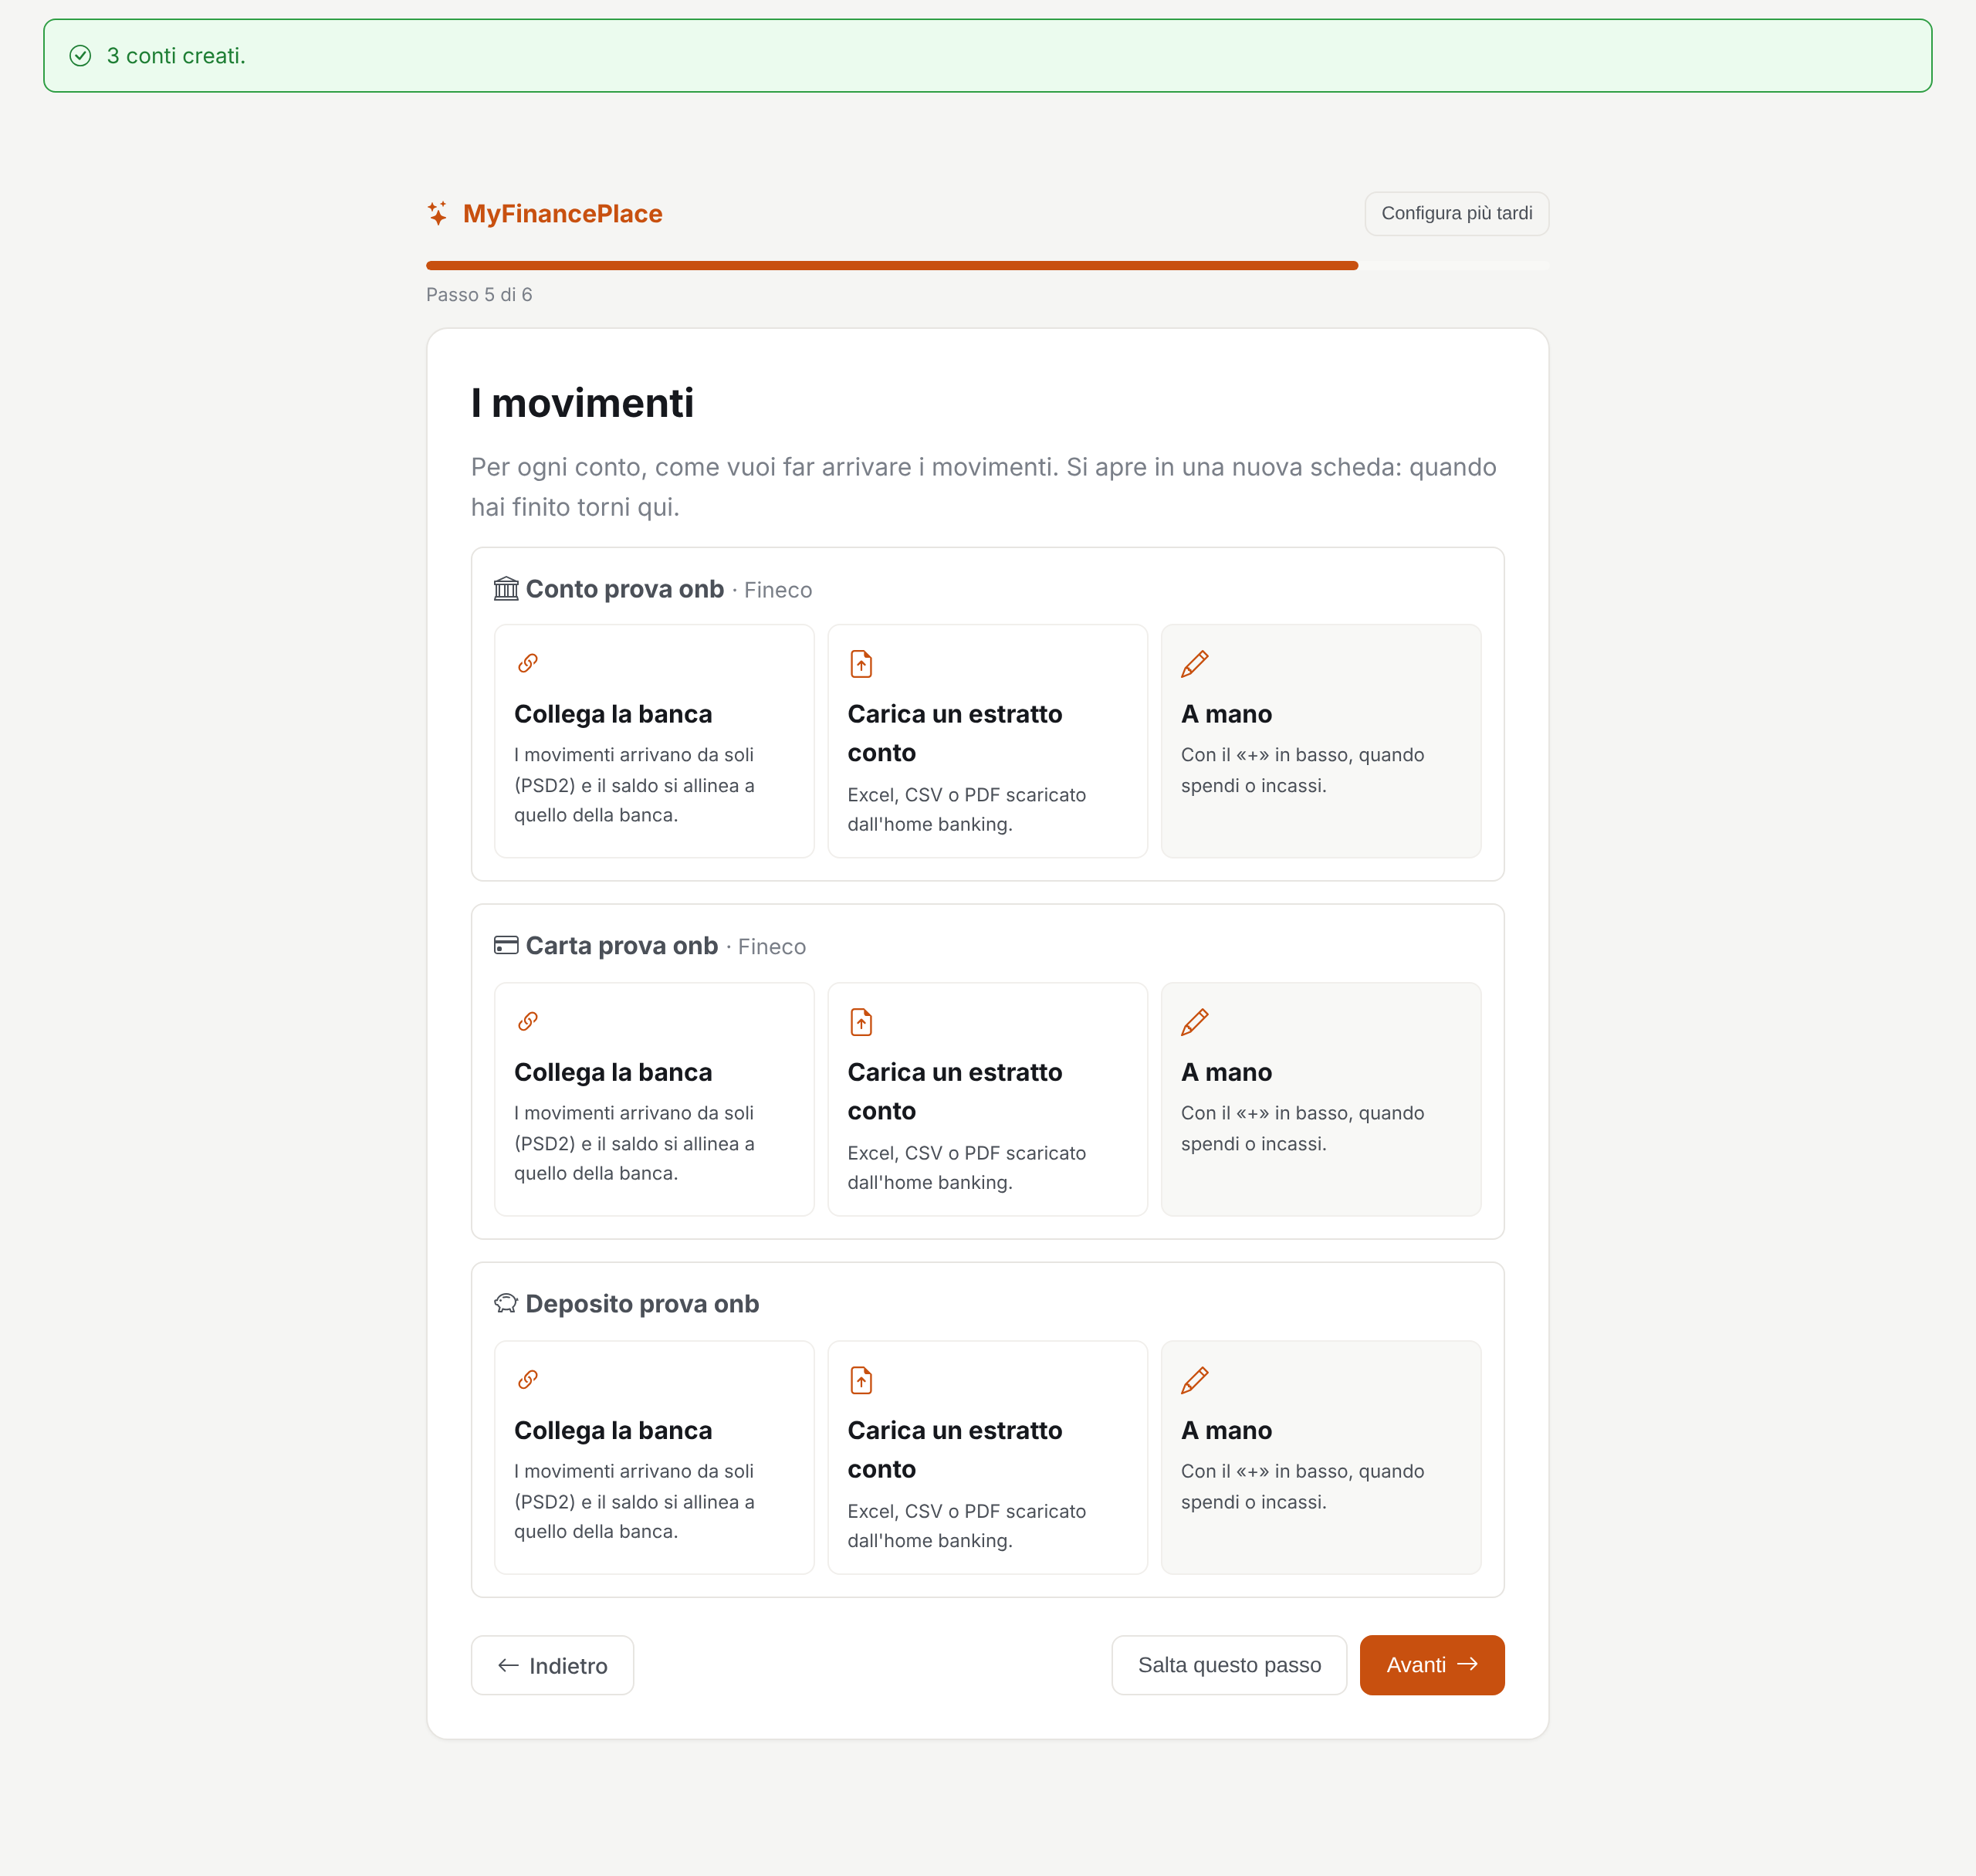 3 conti creati.
MyFinancePlace
Configura più tardi
Passo 5 di 6
I movimenti
Per ogni conto, come vuoi far arrivare i movimenti. Si apre in una nuova scheda: quando
hai finito torni qui.
Conto prova onb · Fineco
Collega la banca
I movimenti arrivano da soli
(PSD2) e il saldo si allinea a
quello della banca.
Carica un estratto
conto
Excel, CSV o PDF scaricato
dall'home banking.
A mano
Con il «+» in basso, quando
spendi o incassi.
Carta prova onb · Fineco
Collega la banca
I movimenti arrivano da soli
(PSD2) e il saldo si allinea a
quello della banca.
Carica un estratto
conto
Excel, CSV o PDF scaricato
dall'home banking.
A mano
Con il «+» in basso, quando
spendi o incassi.
Deposito prova onb
Collega la banca
I movimenti arrivano da soli
(PSD2) e il saldo si allinea a
quello della banca.
Carica un estratto
conto
Excel, CSV o PDF scaricato
dall'home banking.
A mano
Con il «+» in basso, quando
spendi o incassi.
← Indietro
Salta questo passo
Avanti →